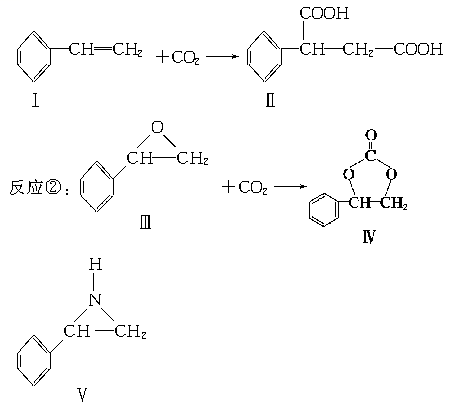 COOH
CH=CH₂ +CO₂ → CH—CH₂—COOH
Ⅰ Ⅱ
O
反应②: CH—CH₂ +CO₂ →
Ⅲ
O
C
O O
CH—CH₂
Ⅳ
H
N
CH—CH₂
Ⅴ